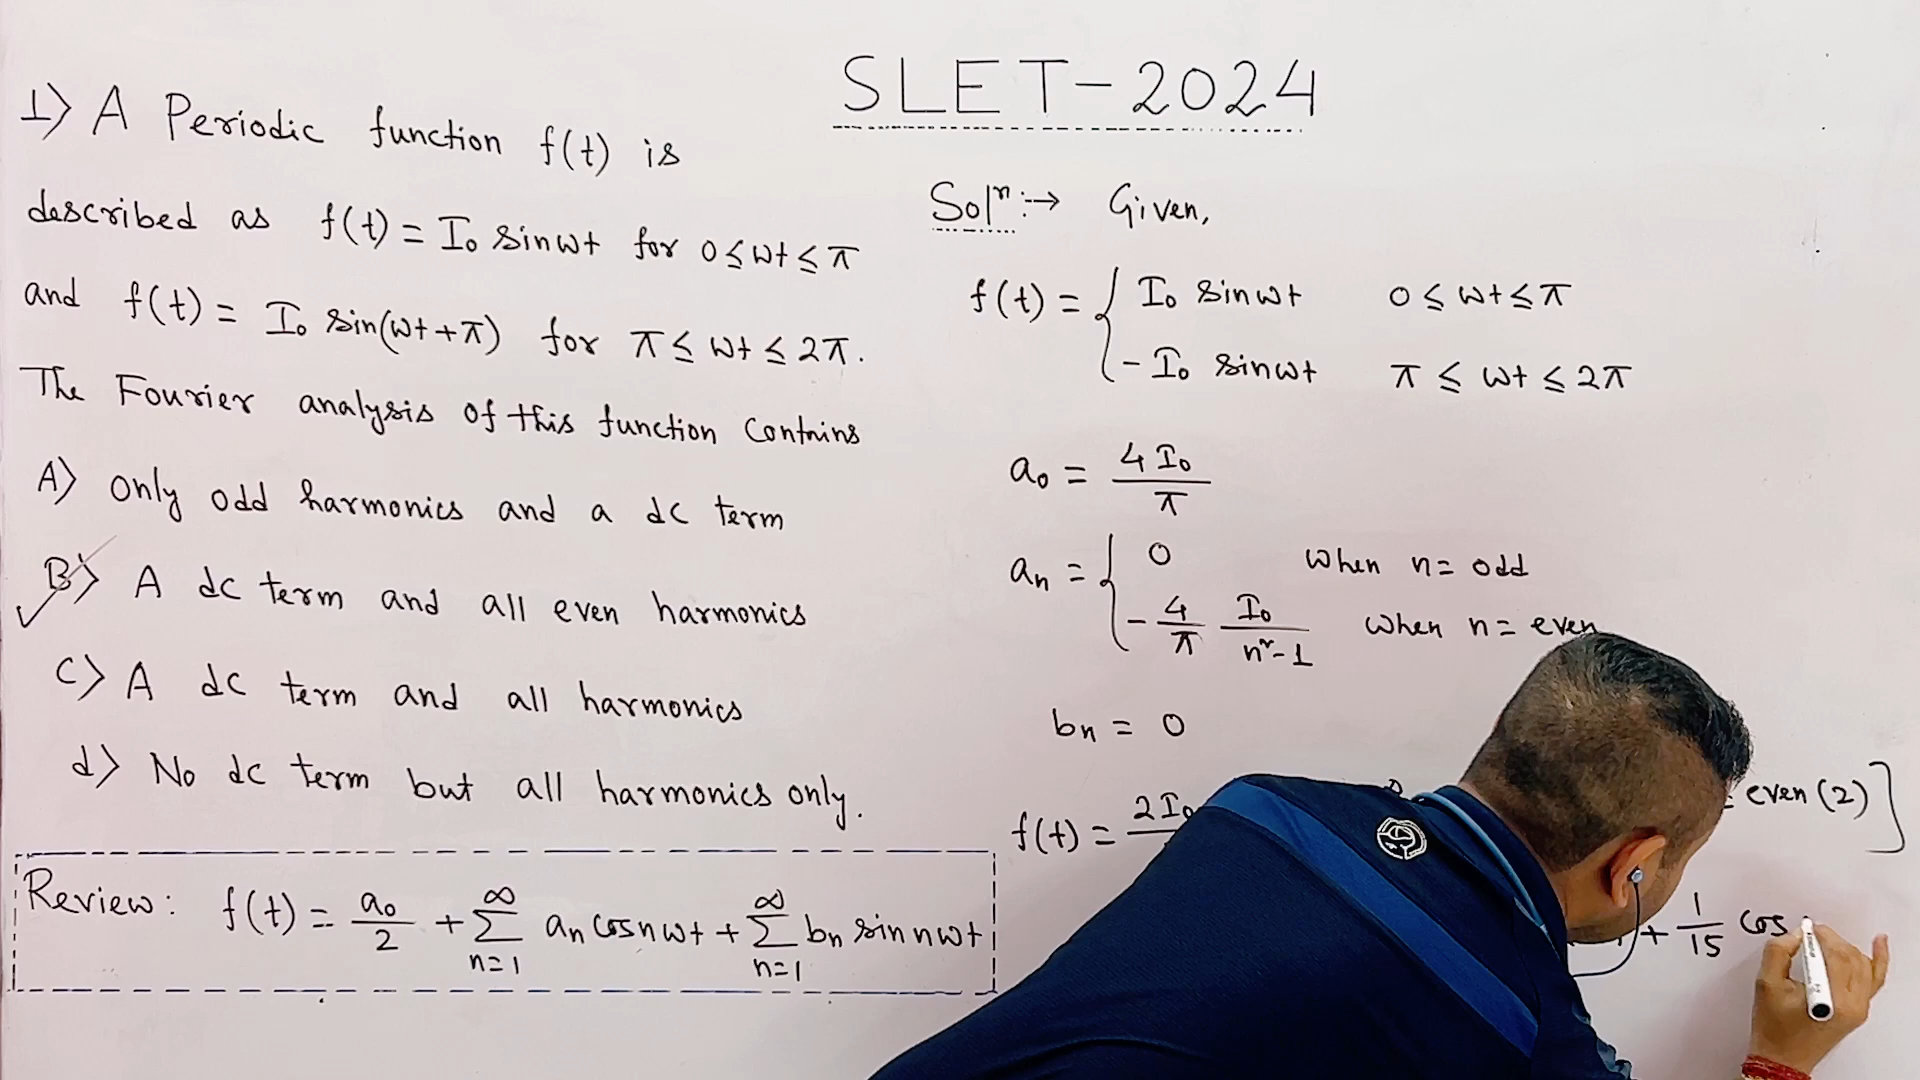 SLET-2024
1) A Periodic function f(t) is
described as f(t) = I₀ sinωt for 0≤ωt≤π
and f(t) = I₀ sin(ωt+π) for π≤ωt≤2π.
The Fourier analysis of this function contains
A) only odd harmonics and a dc term
B) A dc term and all even harmonics
C) A dc term and all harmonics
d) No dc term but all harmonics only.
Review: f(t) = a₀/2 + ∑_{n=1}^{∞} aₙ cosnωt + ∑_{n=1}^{∞} bₙ sin nωt
Solⁿ :→ Given,
f(t) = { I₀ sinωt 0≤ωt≤π
-I₀ sinωt π≤ωt≤2π
a₀ = 4I₀/π
aₙ = { 0 when n= odd
-4/π I₀/(n²-1) when n= even
bₙ = 0
f(t) = 2I₀ even(2)]
+ 1/15 cos